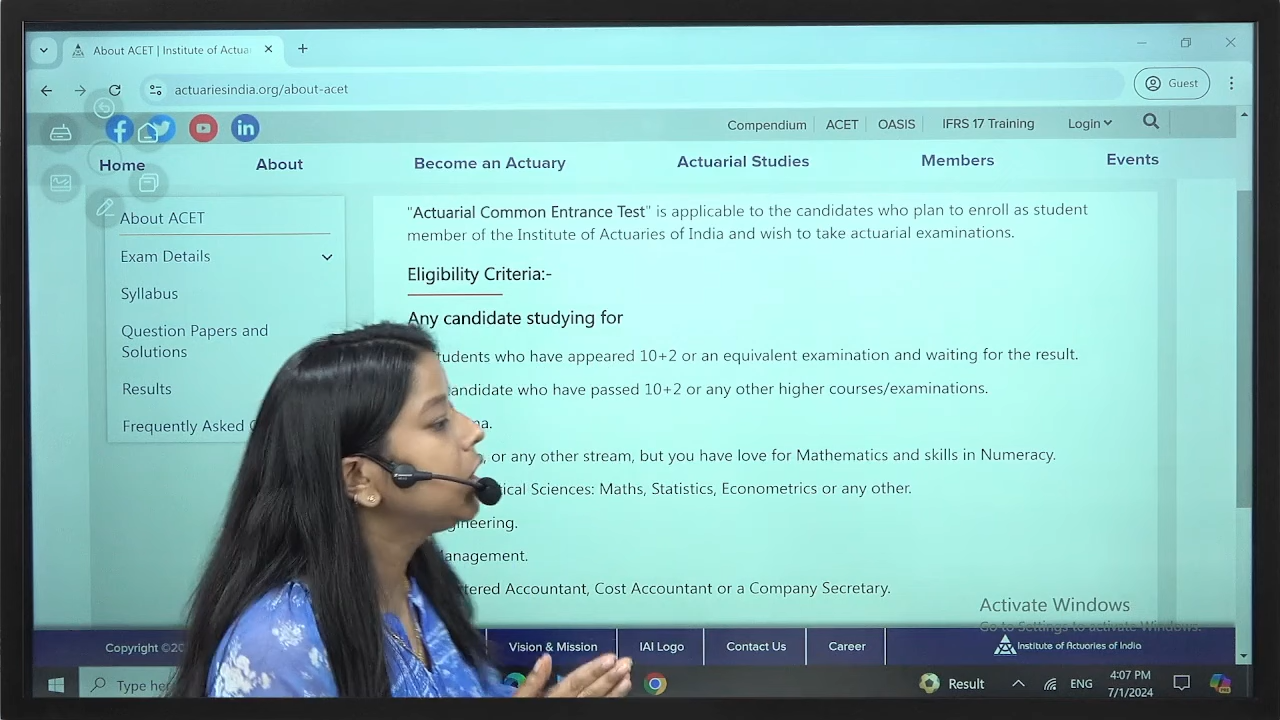 About ACET | Institute of Actua
actuariesindia.org/about-acet
Guest
Compendium ACET OASIS IFRS 17 Training Login
Home About Become an Actuary Actuarial Studies Members Events
About ACET
Exam Details
Syllabus
Question Papers and
Solutions
Results
Frequently Asked
"Actuarial Common Entrance Test" is applicable to the candidates who plan to enroll as student
member of the Institute of Actuaries of India and wish to take actuarial examinations.
Eligibility Criteria:-
Any candidate studying for
students who have appeared 10+2 or an equivalent examination and waiting for the result.
candidate who have passed 10+2 or any other higher courses/examinations.
or any other stream, but you have love for Mathematics and skills in Numeracy.
Sciences: Maths, Statistics, Econometrics or any other.
Management.
Accountant, Cost Accountant or a Company Secretary.
Activate Windows
Go to Settings to activate Windows.
Copyright Vision & Mission IAI Logo Contact Us Career Institute of Actuaries of India
Type here Result ENG 4:07 PM
7/1/2024